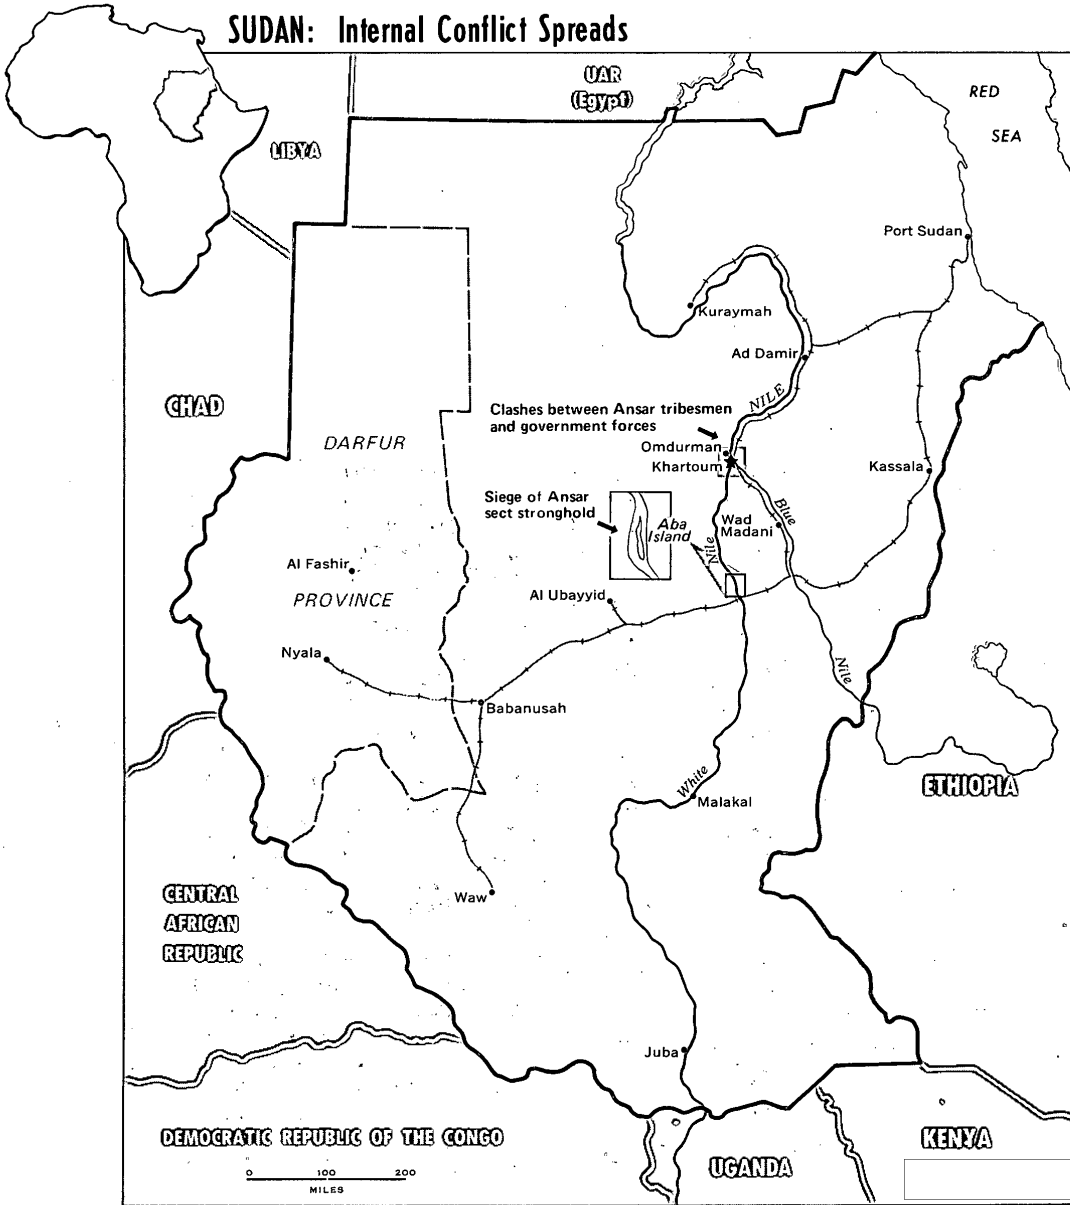 SUDAN: Internal Conflict Spreads
UAR
(Egypt)
RED
SEA
LIBYA
Port Sudan
Kuraymah
Ad Damir
NILE
CHAD
Clashes between Ansar tribesmen
and government forces
DARFUR
Omdurman
Khartoum
Kassala
Siege of Ansar
sect stronghold
Aba
Island
Nile
Wad
Madani
Blue
Al Fashir
PROVINCE
Al Ubayyid
Nyala
Nile
Babanusah
White
Malakal
ETHIOPIA
CENTRAL
AFRICAN
REPUBLIC
Waw
Juba
DEMOCRATIC REPUBLIC OF THE CONGO
UGANDA
KENYA
0 100 200
MILES